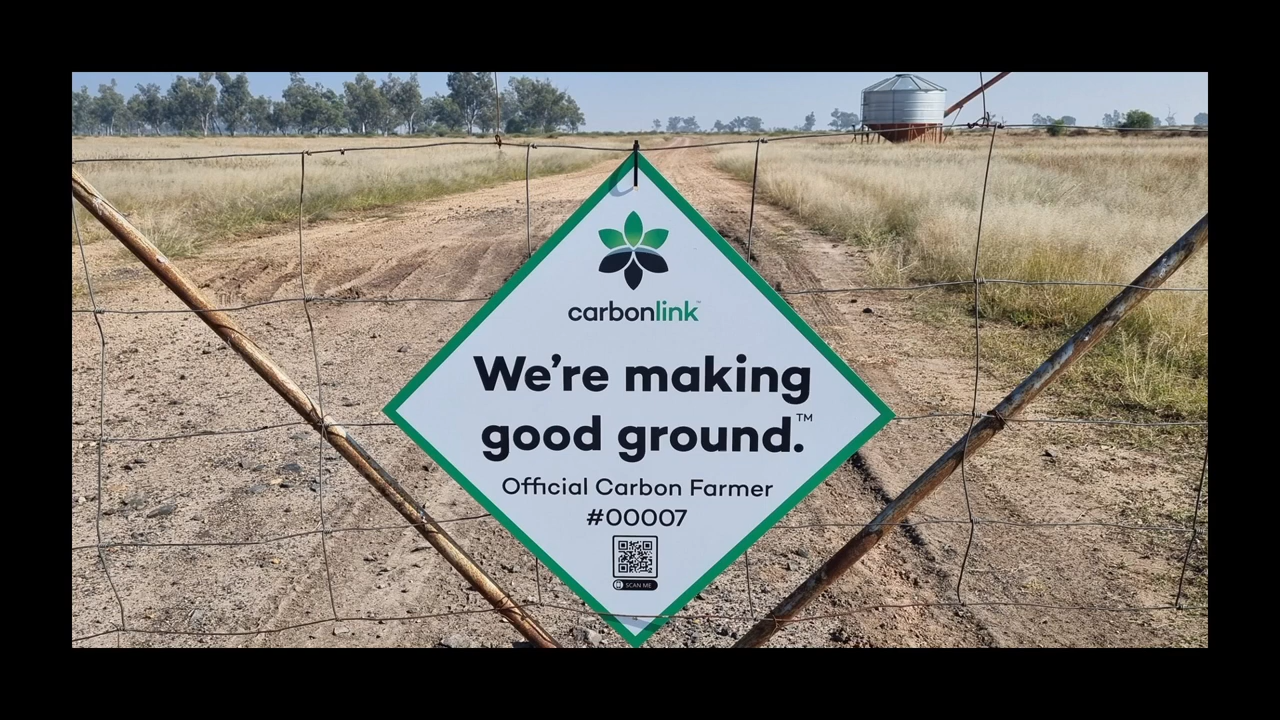 carbonlink™
We're making
good ground.™
Official Carbon Farmer
#00007
SCAN ME